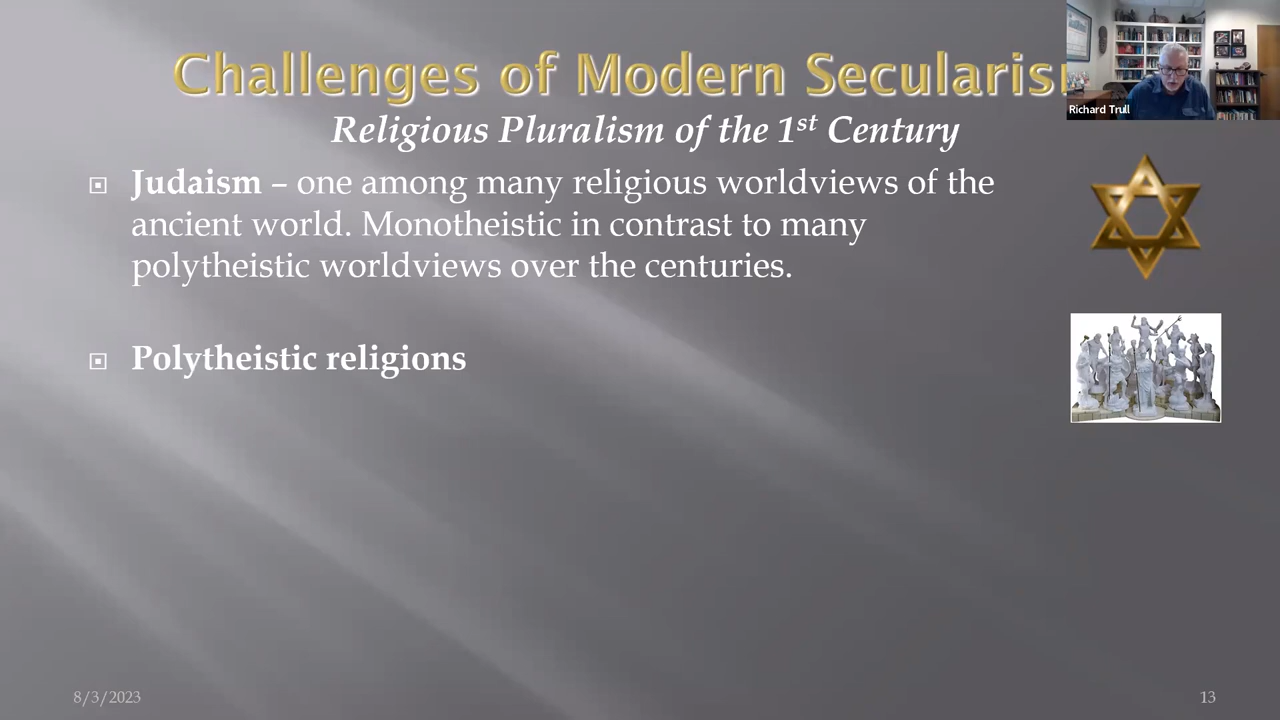 Challenges of Modern Secularis
Richard Trull
Religious Pluralism of the 1st Century
Judaism – one among many religious worldviews of the
ancient world. Monotheistic in contrast to many
polytheistic worldviews over the centuries.
Polytheistic religions
8/3/2023
13